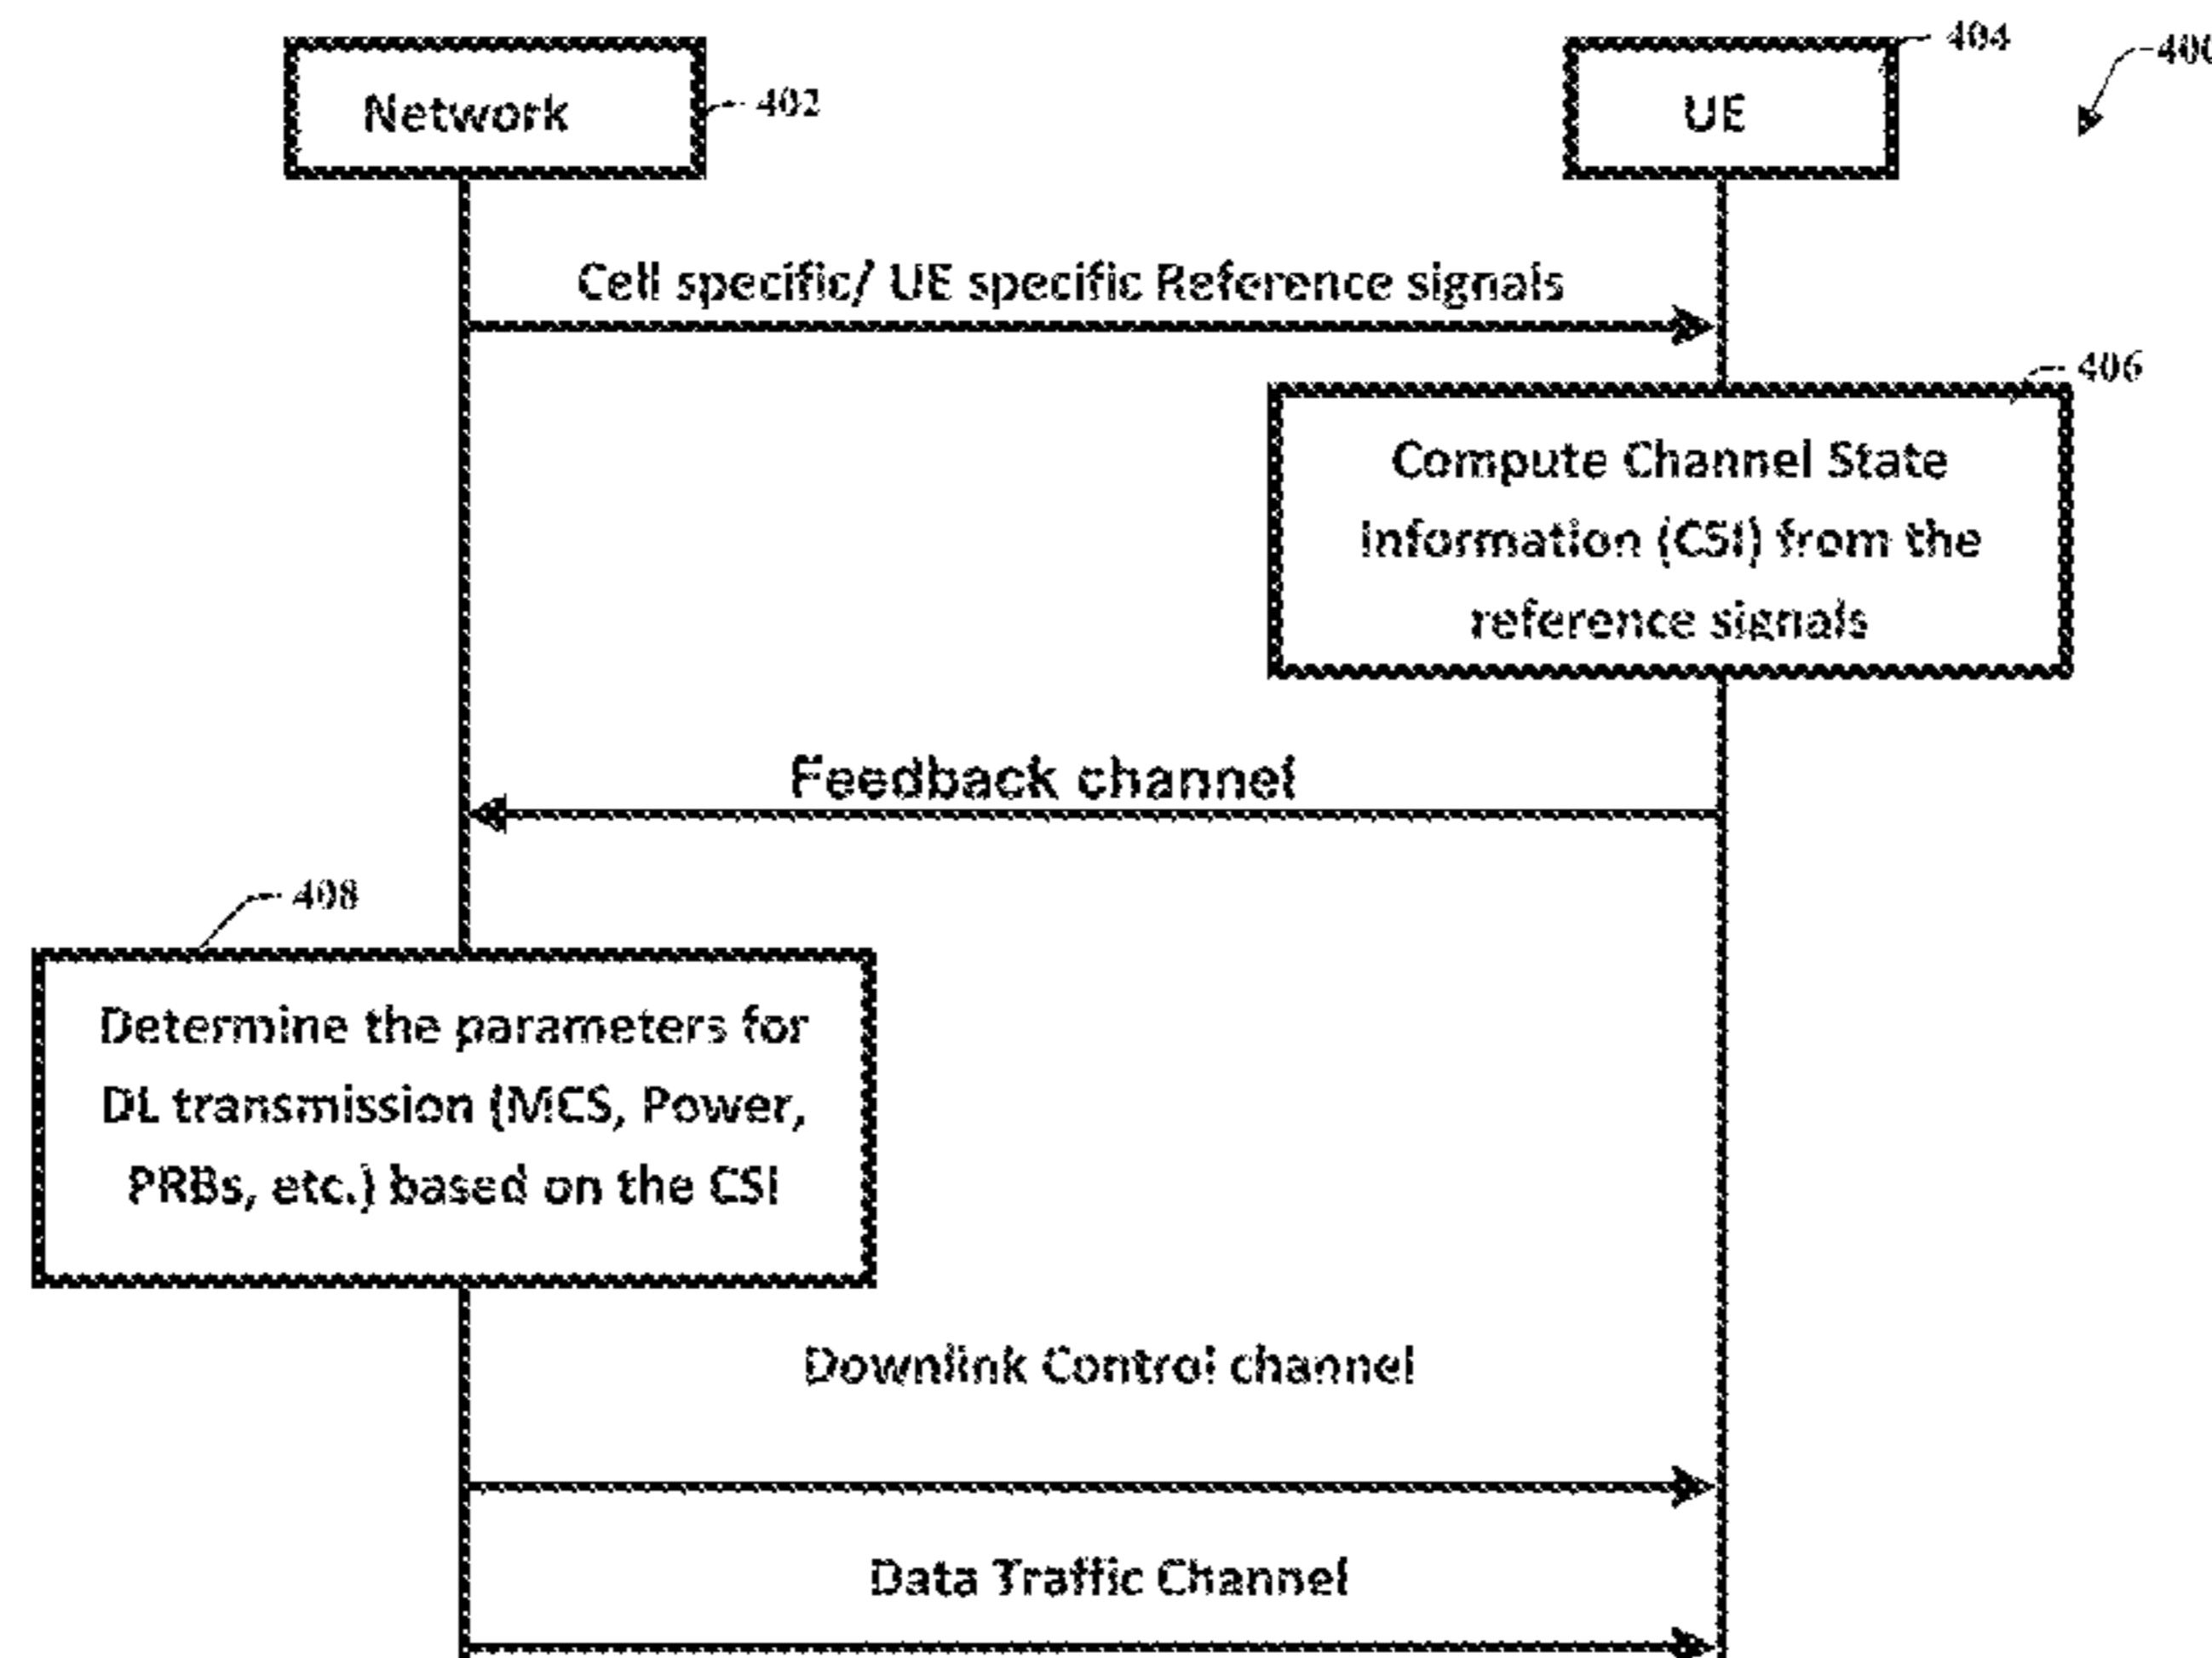 Network
402
UE
404
400
Cell specific/ UE specific Reference signals
406
Compute Channel State
Information (CSI) from the
reference signals
Feedback channel
408
Determine the parameters for
DL transmission (MCS, Power,
PRBs, etc.) based on the CSI
Downlink Control channel
Data Traffic Channel